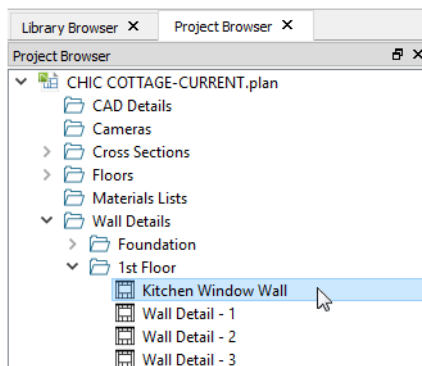 Library Browser Project Browser
Project Browser
CHIC COTTAGE-CURRENT.plan
CAD Details
Cameras
Cross Sections
Floors
Materials Lists
Wall Details
Foundation
1st Floor
Kitchen Window Wall
Wall Detail - 1
Wall Detail - 2
Wall Detail - 3